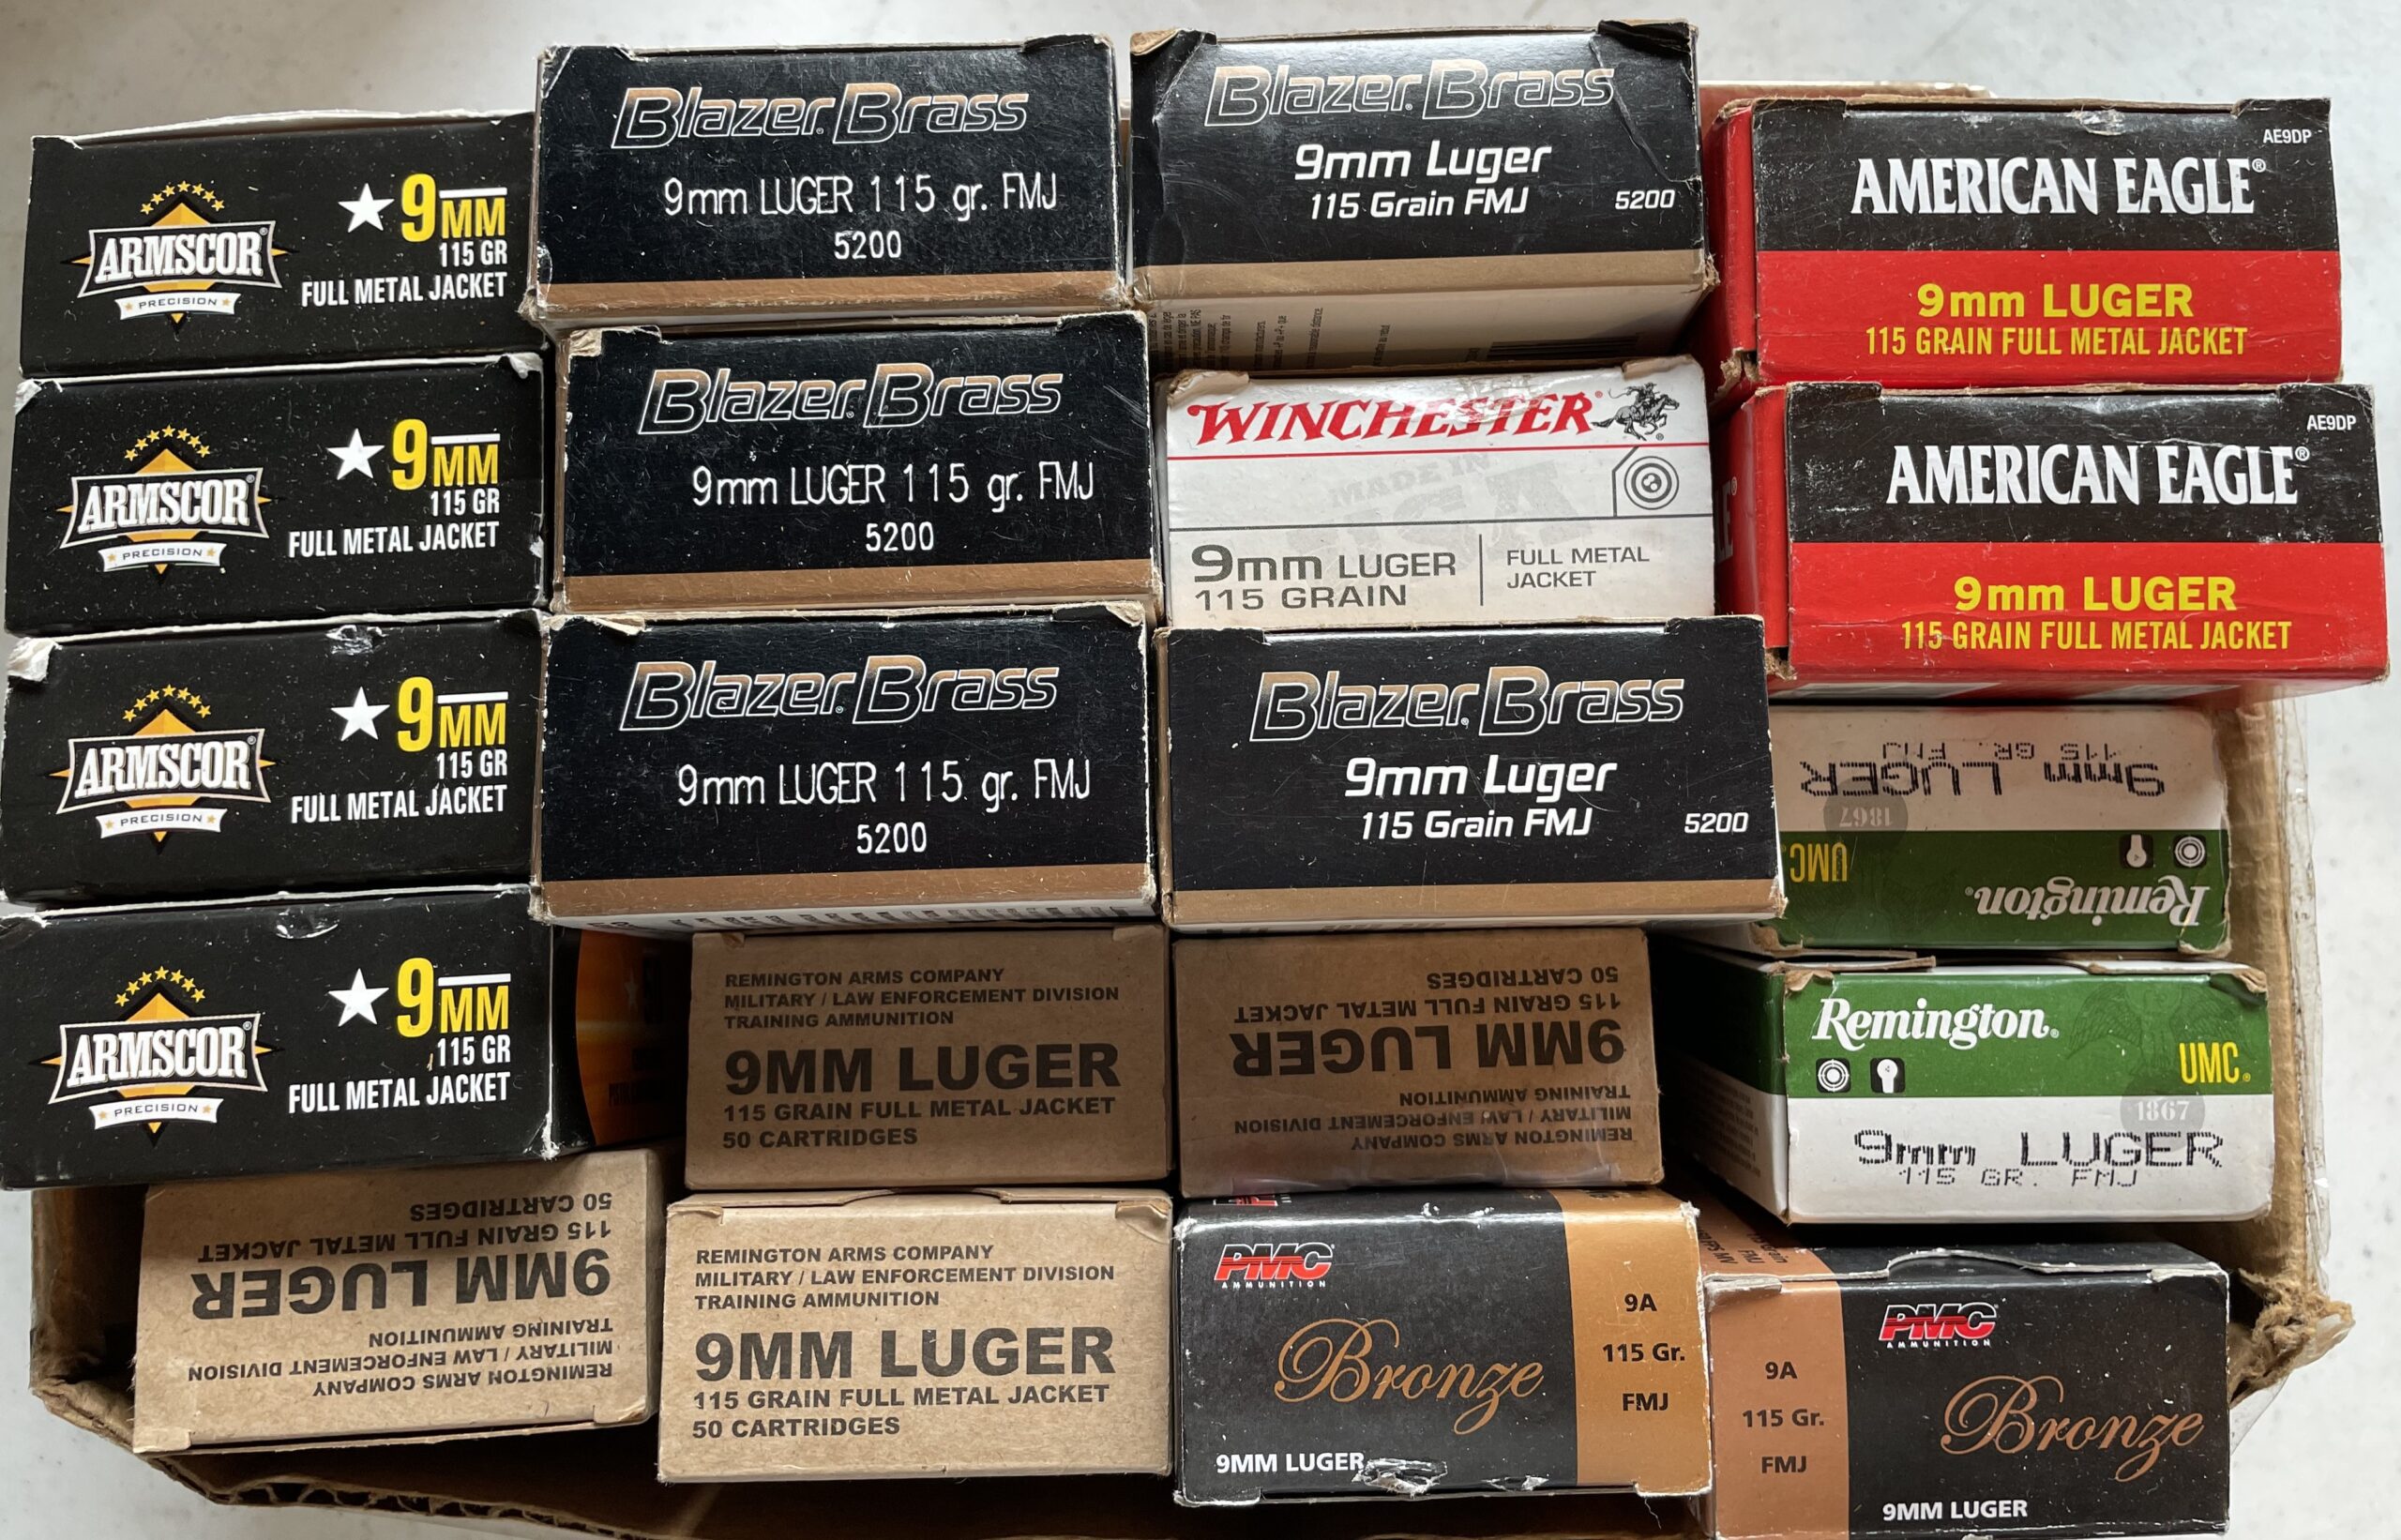 ARMSCOR®
PRECISION
★ 9MM
115 GR
FULL METAL JACKET
Blazer Brass
9mm LUGER 115 gr. FMJ
5200
Blazer Brass
9mm Luger
115 Grain FMJ
5200
AE9DP
AMERICAN EAGLE®
9mm LUGER
115 GRAIN FULL METAL JACKET
ARMSCOR®
PRECISION
★ 9MM
115 GR
FULL METAL JACKET
Blazer Brass
9mm LUGER 115 gr. FMJ
5200
WINCHESTER®
9mm LUGER
115 GRAIN
FULL METAL
JACKET
AE9DP
AMERICAN EAGLE®
9mm LUGER
115 GRAIN FULL METAL JACKET
ARMSCOR®
PRECISION
★ 9MM
115 GR
FULL METAL JACKET
Blazer Brass
9mm LUGER 115 gr. FMJ
5200
Blazer Brass
9mm Luger
115 Grain FMJ
5200
Remington®
UMC®
1867
9mm LUGER
115 GR. FMJ
ARMSCOR®
PRECISION
★ 9MM
115 GR
FULL METAL JACKET
REMINGTON ARMS COMPANY
MILITARY / LAW ENFORCEMENT DIVISION
TRAINING AMMUNITION
9MM LUGER
115 GRAIN FULL METAL JACKET
50 CARTRIDGES
REMINGTON ARMS COMPANY
MILITARY / LAW ENFORCEMENT DIVISION
TRAINING AMMUNITION
9MM LUGER
115 GRAIN FULL METAL JACKET
50 CARTRIDGES
Remington®
UMC®
1867
9mm LUGER
115 GR. FMJ
REMINGTON ARMS COMPANY
MILITARY / LAW ENFORCEMENT DIVISION
TRAINING AMMUNITION
9MM LUGER
115 GRAIN FULL METAL JACKET
50 CARTRIDGES
REMINGTON ARMS COMPANY
MILITARY / LAW ENFORCEMENT DIVISION
TRAINING AMMUNITION
9MM LUGER
115 GRAIN FULL METAL JACKET
50 CARTRIDGES
PMC
AMMUNITION
Bronze
9MM LUGER
9A
115 Gr.
FMJ
9A
115 Gr.
FMJ
PMC
AMMUNITION
Bronze
9MM LUGER